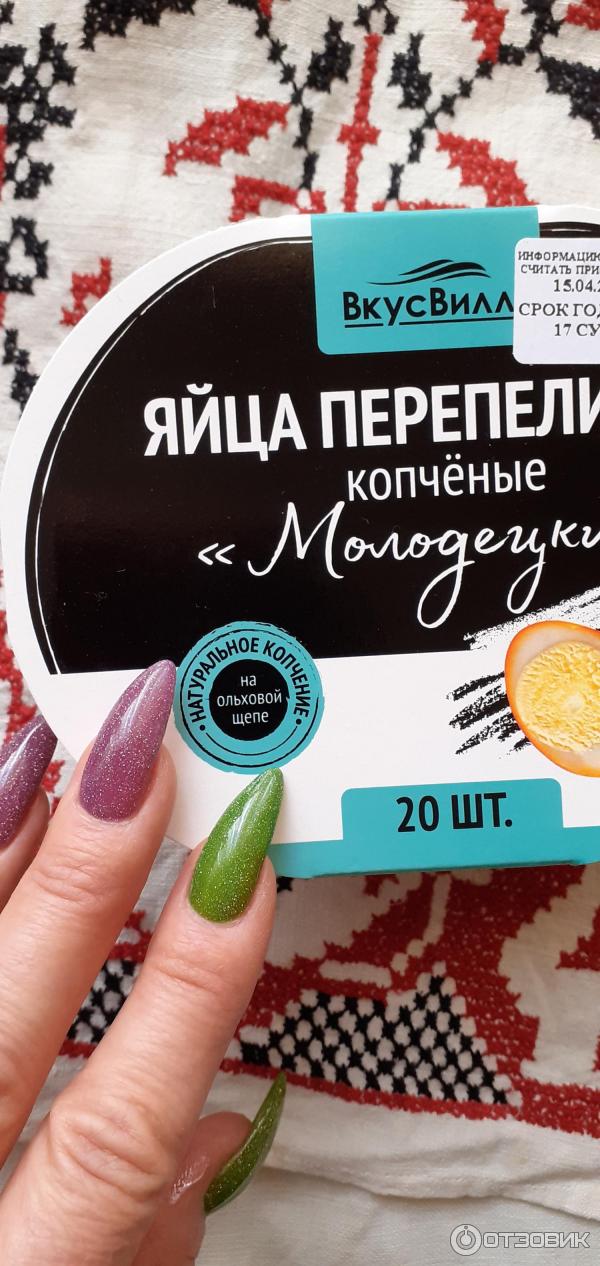 ВкусВилл
ИНФОРМАЦИЮ
СЧИТАТЬ ПРИ
15.04.2
СРОК ГОД
17 СУ
ЯЙЦА ПЕРЕПЕЛИ
копчёные
«Молодецки
НАТУРАЛЬНОЕ КОПЧЕНИЕ
на
ольховой
щепе
20 ШТ.
ОТЗОВИК